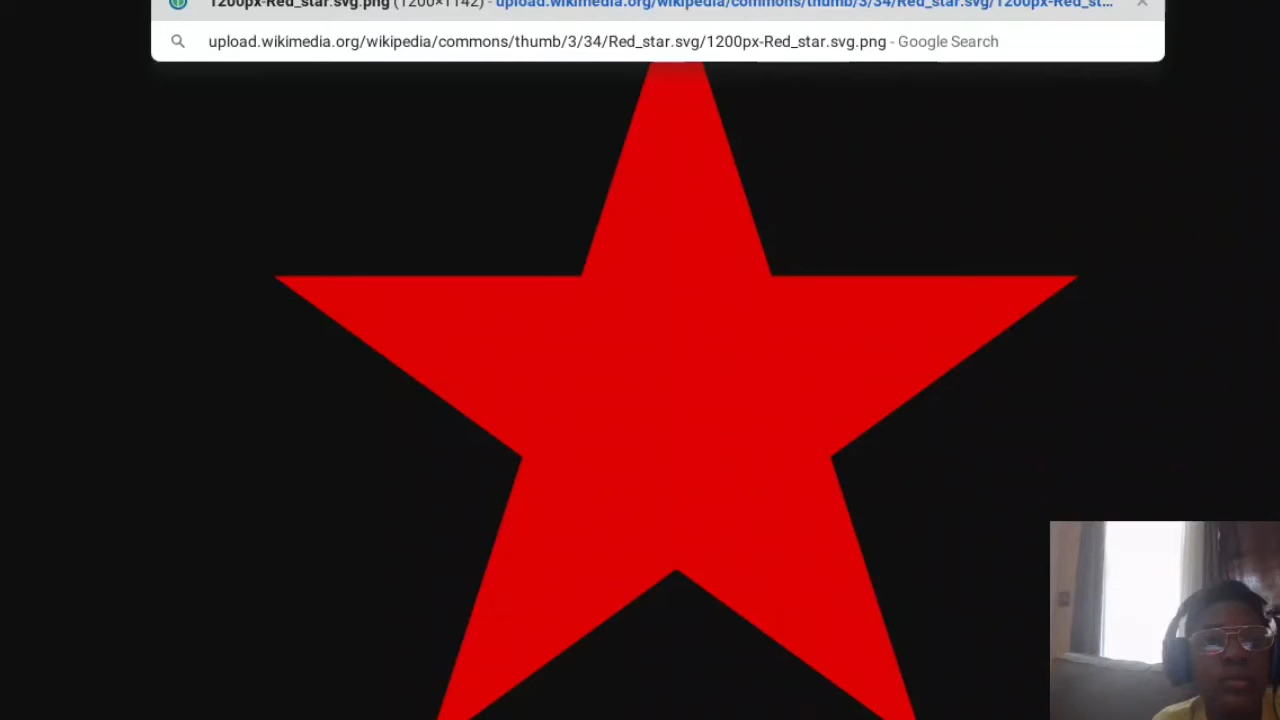 1200px-Red_star.svg.png (1200×1142) - upload.wikimedia.org/wikipedia/commons/thumb/3/34/Red_star.svg/1200px-Red_st...
upload.wikimedia.org/wikipedia/commons/thumb/3/34/Red_star.svg/1200px-Red_star.svg.png - Google Search